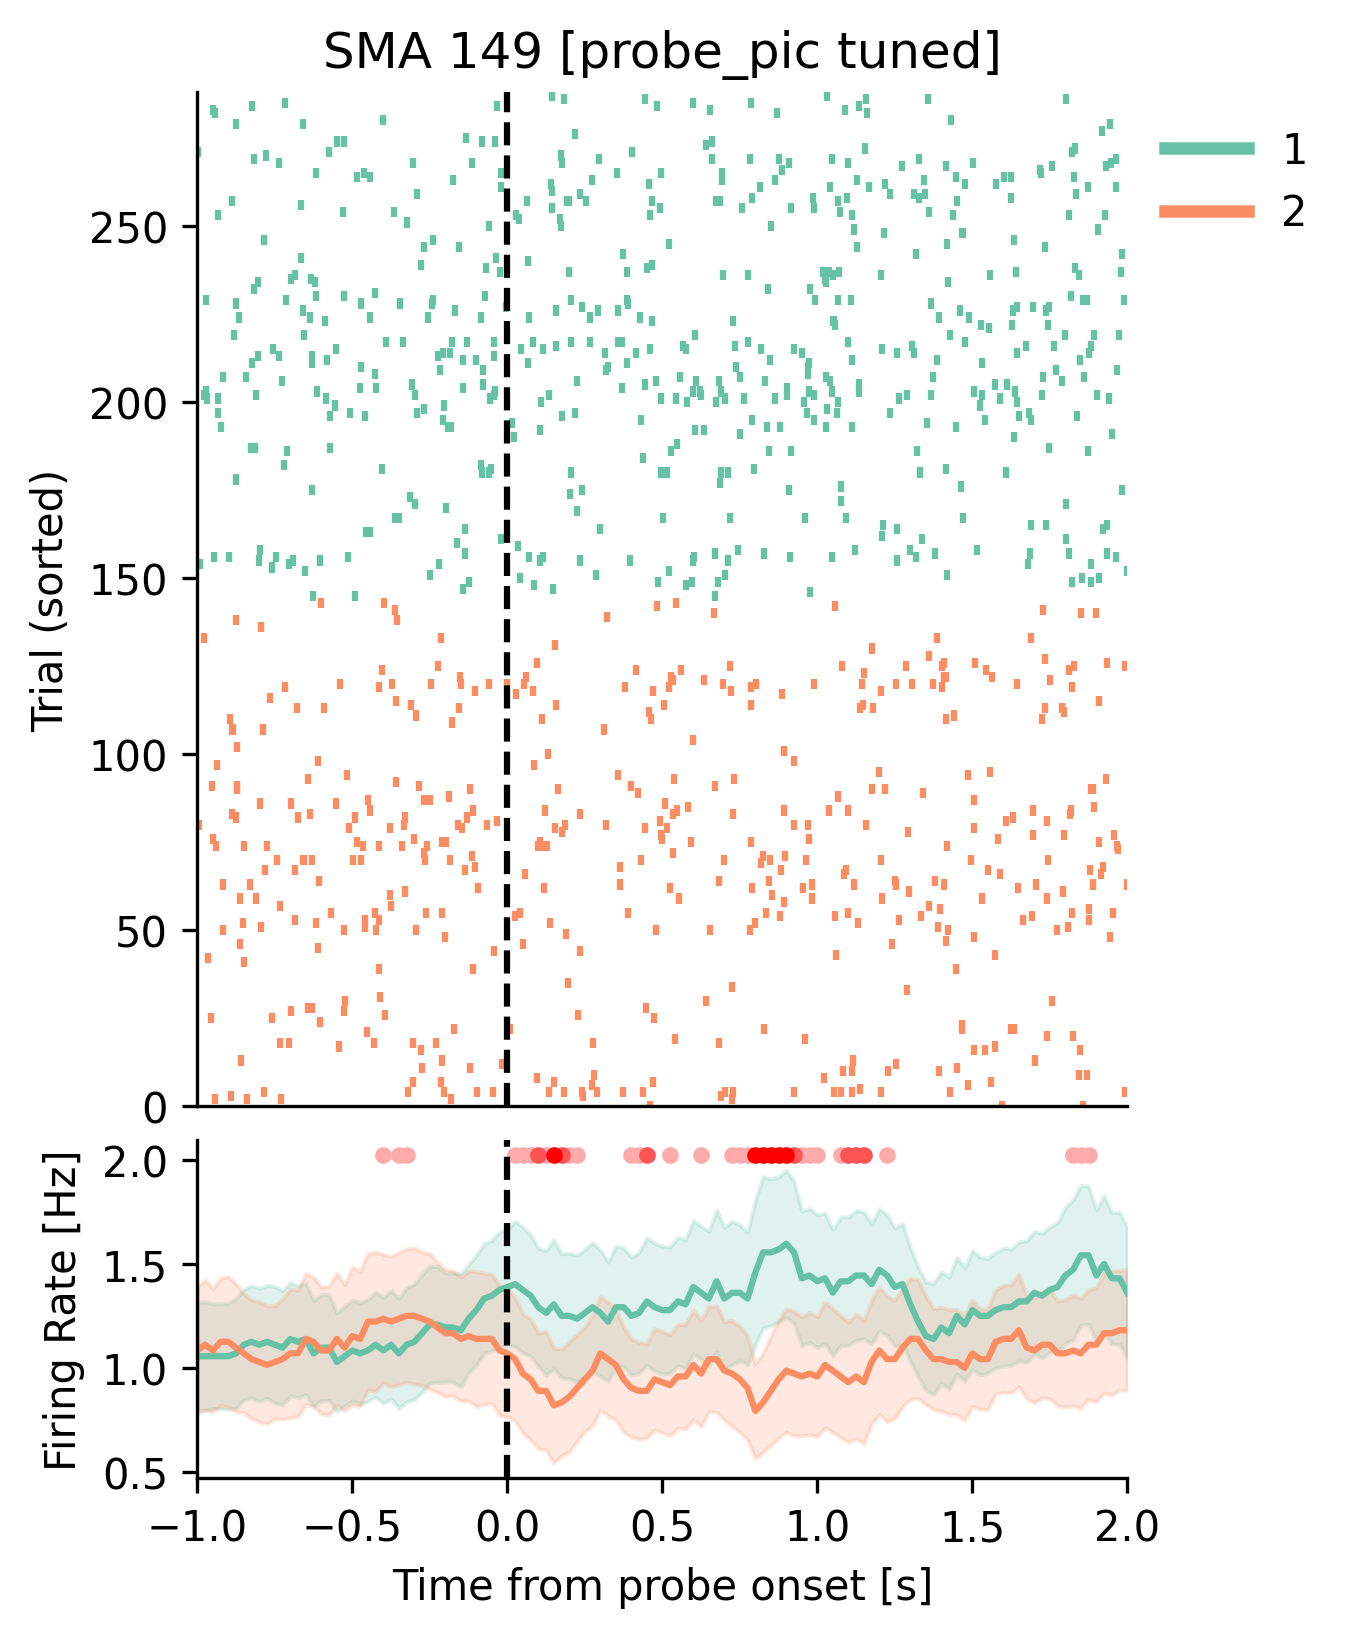 SMA 149 [probe_pic tuned]
1
2
Trial (sorted)
250
200
150
100
50
0
Firing Rate [Hz]
2.0
1.5
1.0
0.5
−1.0 −0.5 0.0 0.5 1.0 1.5 2.0
Time from probe onset [s]